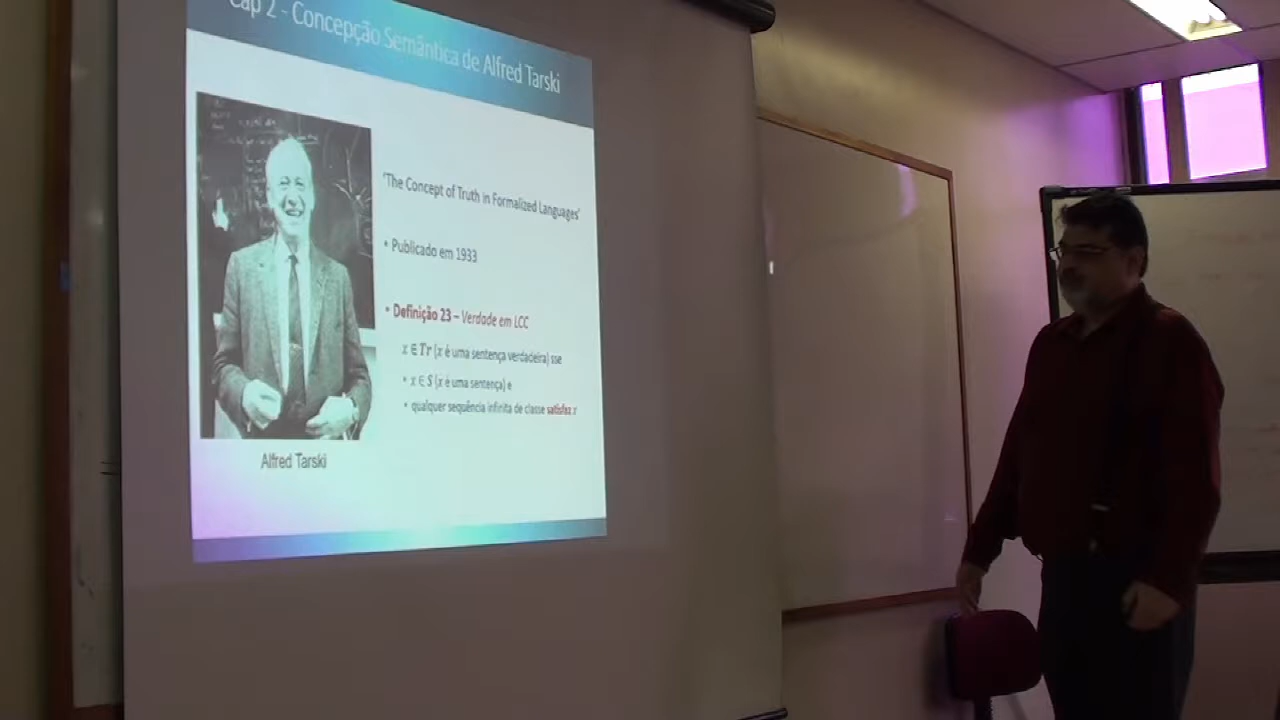 Cap 2 - Concepção Semântica de Alfred Tarski
'The Concept of Truth in Formalized Languages'
• Publicado em 1933
• Definição 23 – Verdade em LCC
x ∈ Tr (x é uma sentença verdadeira) sse
• x ∈ S (x é uma sentença) e
• qualquer sequência infinita de classe satisfaz x
Alfred Tarski